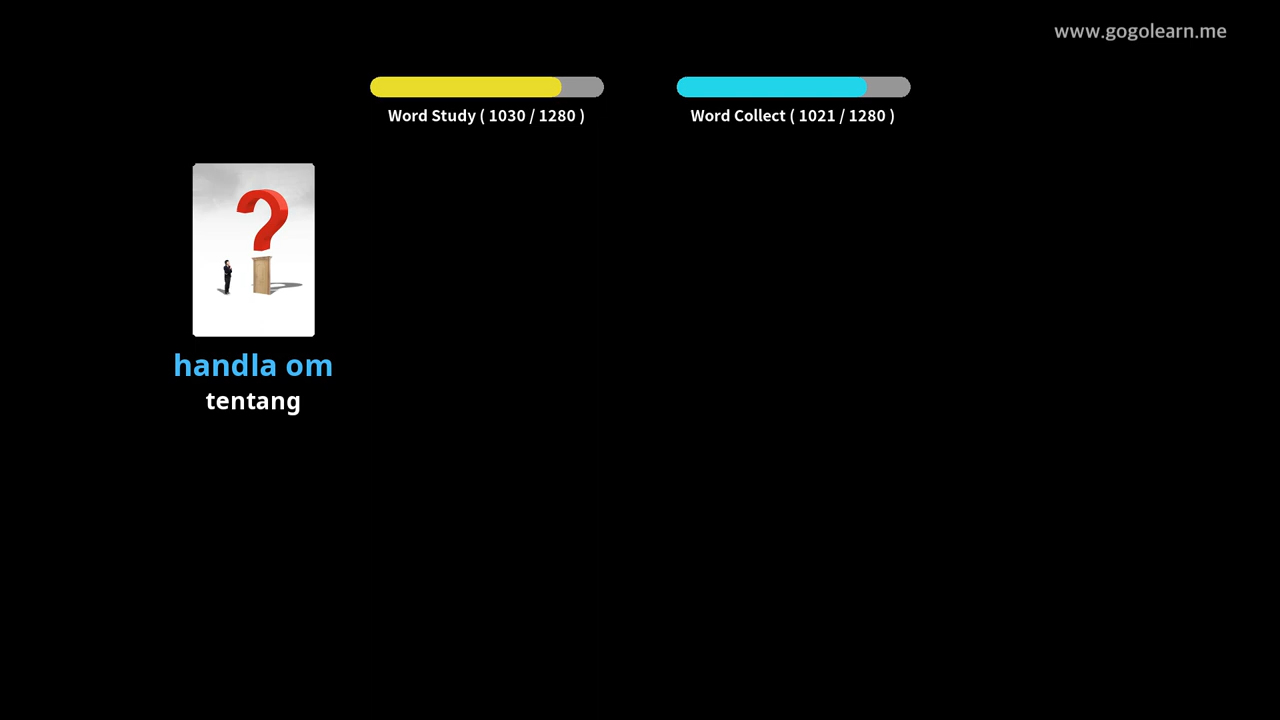 www.gogolearn.me
Word Study ( 1030 / 1280 )
Word Collect ( 1021 / 1280 )
handla om
tentang